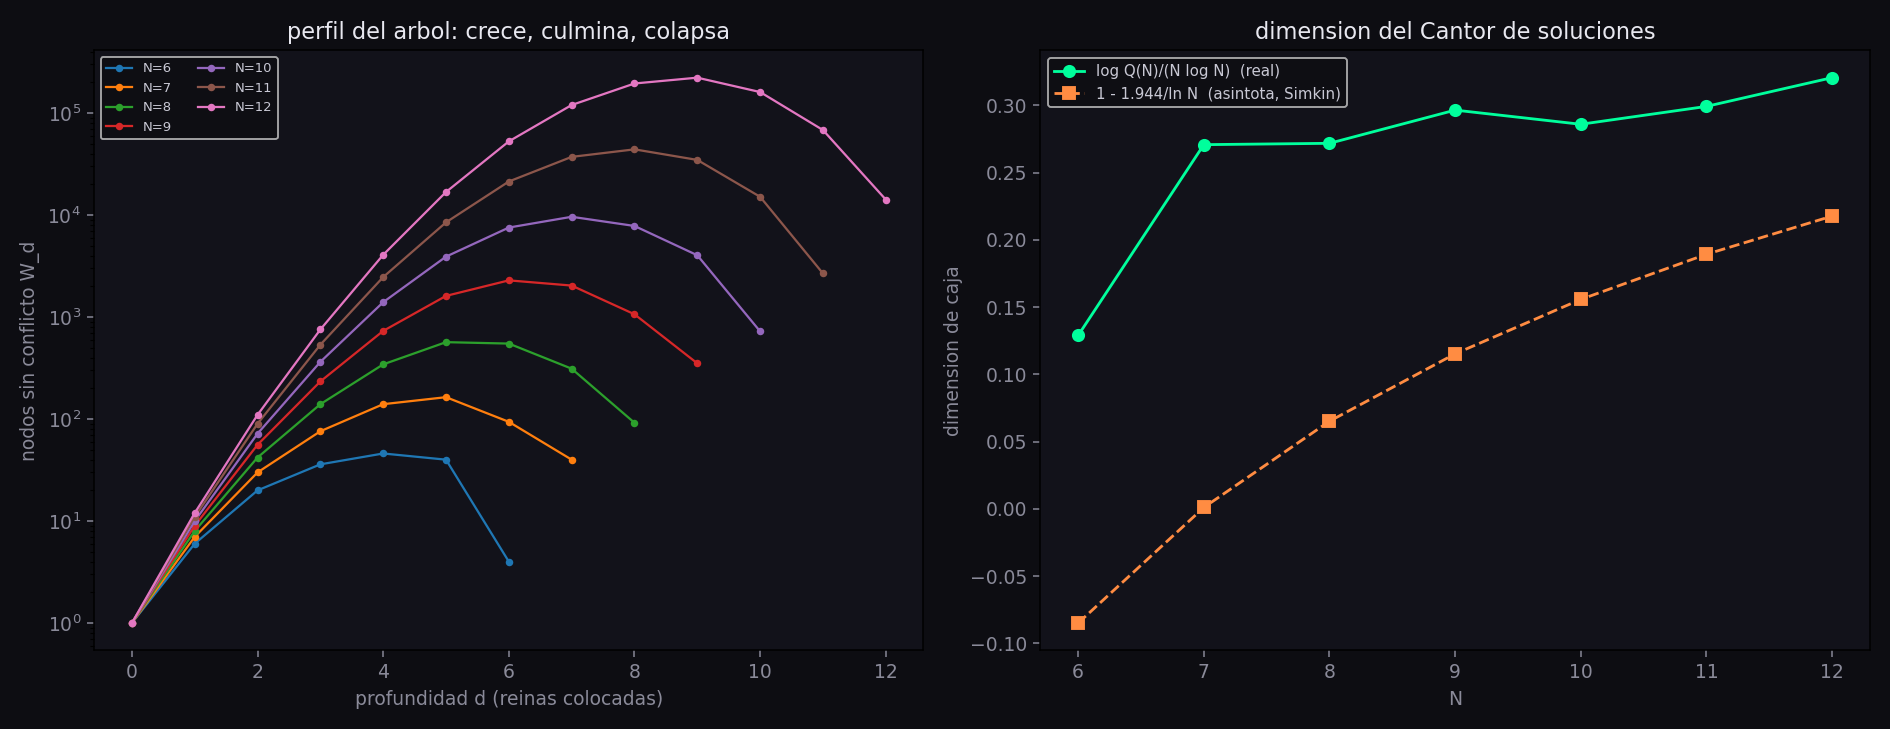 perfil del arbol: crece, culmina, colapsa
N=6
N=7
N=8
N=9
N=10
N=11
N=12
10^5
10^4
10^3
10^2
10^1
10^0
nodos sin conflicto W_d
0 2 4 6 8 10 12
profundidad d (reinas colocadas)
dimension del Cantor de soluciones
log Q(N)/(N log N)  (real)
1 - 1.944/ln N  (asintota, Simkin)
0.30
0.25
0.20
0.15
0.10
0.05
0.00
−0.05
−0.10
dimension de caja
6 7 8 9 10 11 12
N